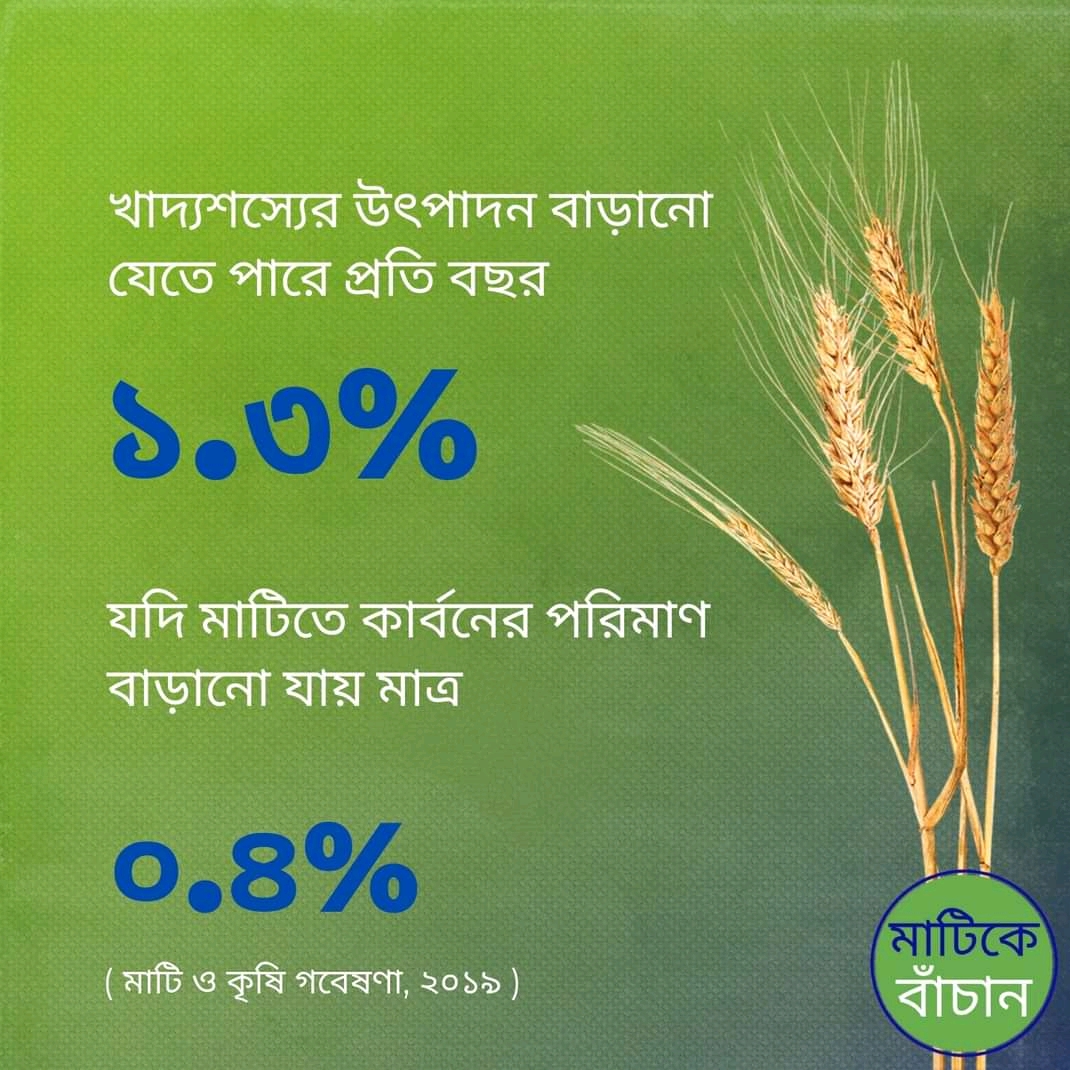 খাদ্যশস্যের উৎপাদন বাড়ানো
যেতে পারে প্রতি বছর
১.৩%
যদি মাটিতে কার্বনের পরিমাণ
বাড়ানো যায় মাত্র
০.৪%
( মাটি ও কৃষি গবেষণা, ২০১৯ )
মাটিকে
বাঁচান